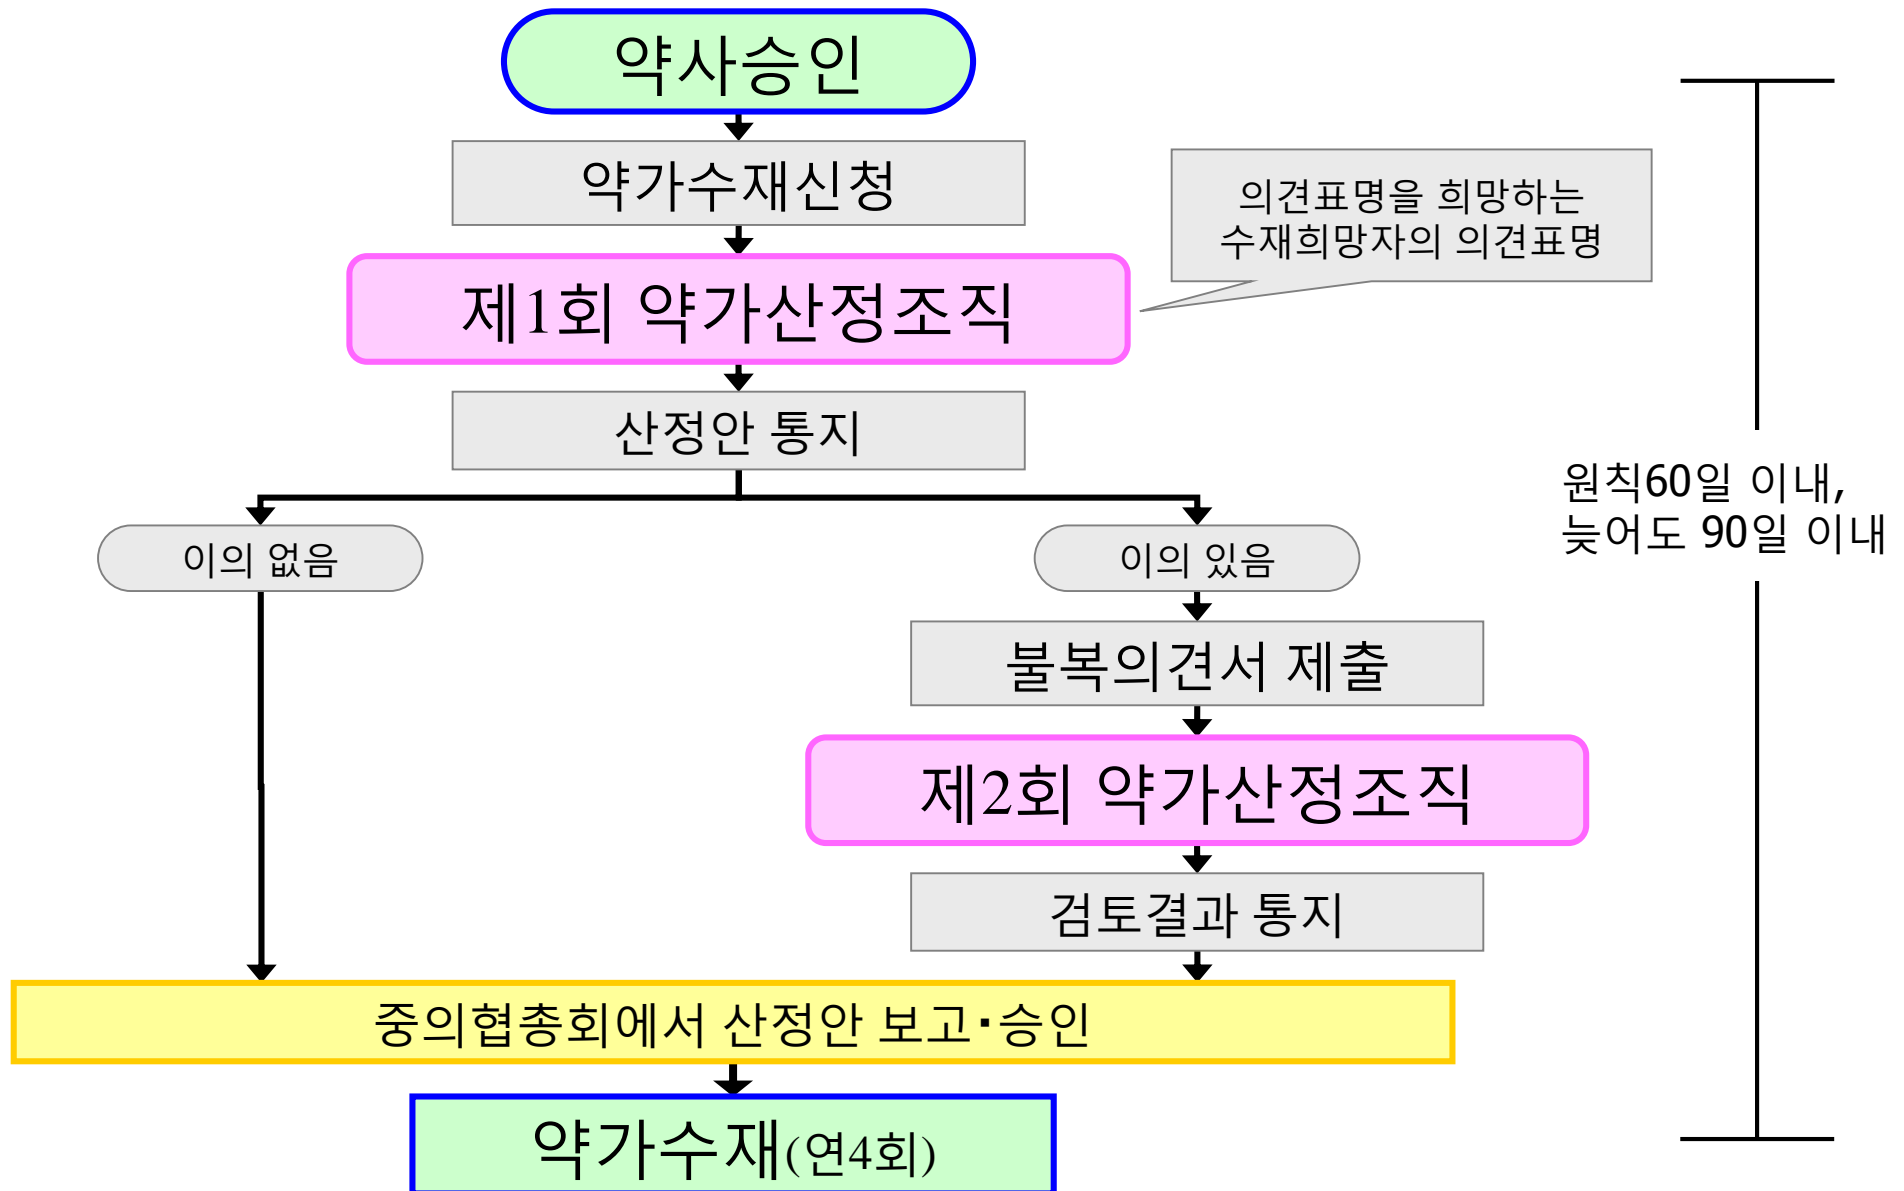 약사승인
약가수재신청
의견표명을 희망하는
수재희망자의 의견표명
제1회 약가산정조직
산정안 통지
원칙60일 이내,
늦어도 90일 이내
이의 없음
이의 있음
불복의견서 제출
제2회 약가산정조직
검토결과 통지
중의협총회에서 산정안 보고･승인
약가수재(연4회)